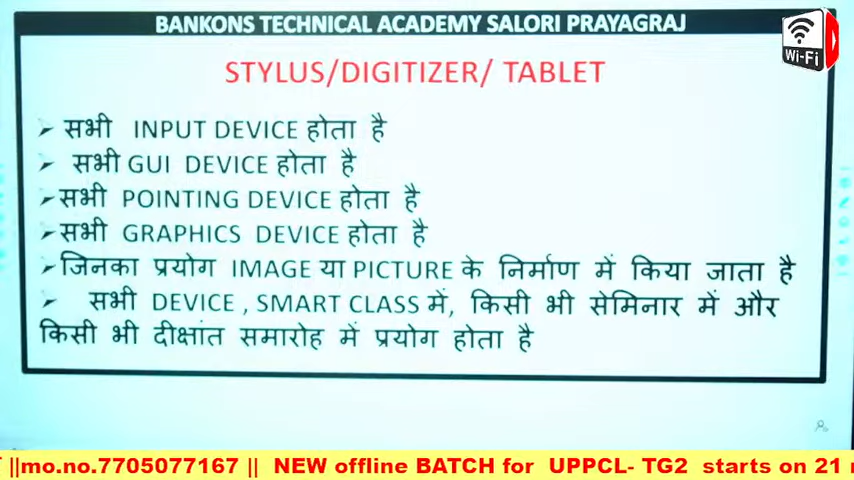 BANKONS TECHNICAL ACADEMY SALORI PRAYAGRAJ
Wi-Fi
STYLUS/DIGITIZER/ TABLET
➢ सभी INPUT DEVICE होता है
➢ सभी GUI DEVICE होता है
➢ सभी POINTING DEVICE होता है
➢ सभी GRAPHICS DEVICE होता है
➢ जिनका प्रयोग IMAGE या PICTURE के निर्माण में किया जाता है
➢ सभी DEVICE , SMART CLASS में, किसी भी सेमिनार में और
किसी भी दीक्षांत समारोह में प्रयोग होता है
||mo.no.7705077167 || NEW offline BATCH for UPPCL- TG2 starts on 21